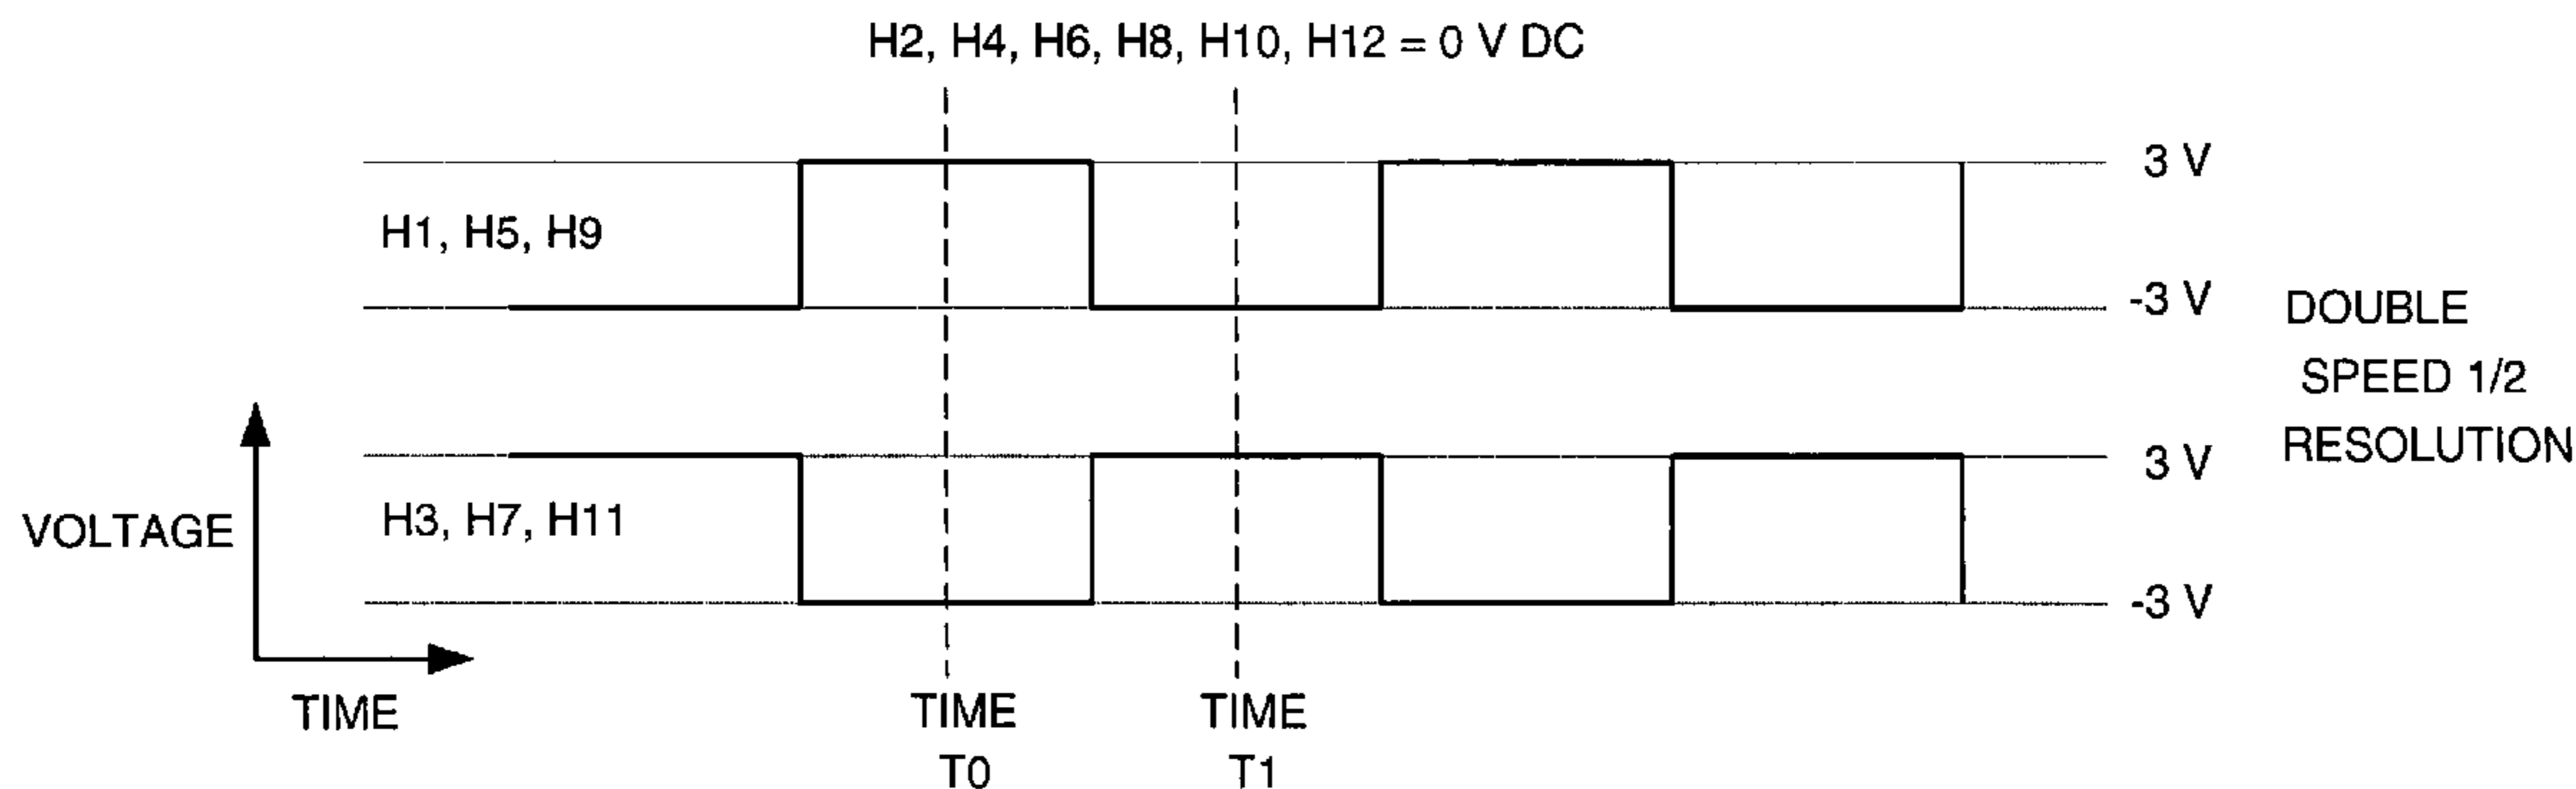 H2, H4, H6, H8, H10, H12 = 0 V DC
3 V
H1, H5, H9
-3 V
DOUBLE
SPEED 1/2
RESOLUTION
3 V
H3, H7, H11
VOLTAGE
-3 V
TIME
TIME
T0
TIME
T1